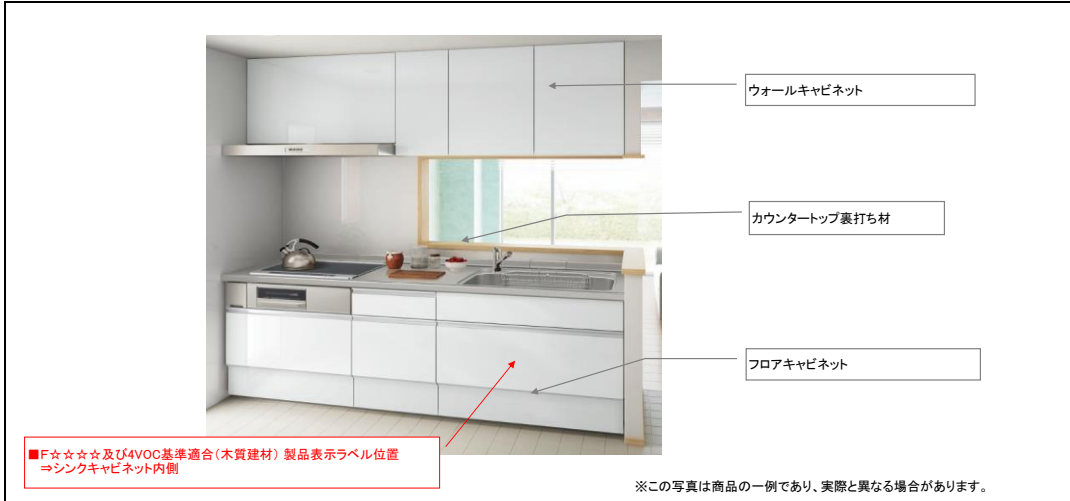 ウォールキャビネット
カウンタートップ裏打ち材
フロアキャビネット
■F☆☆☆☆及び4VOC基準適合(木質建材) 製品表示ラベル位置
⇒シンクキャビネット内側
※この写真は商品の一例であり、実際と異なる場合があります。